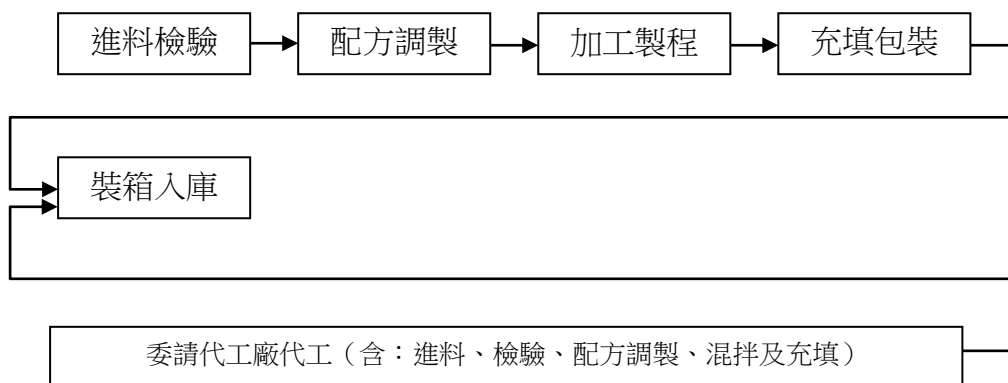 進料檢驗
配方調製
加工製程
充填包裝
裝箱入庫
委請代工廠代工（含：進料、檢驗、配方調製、混拌及充填）